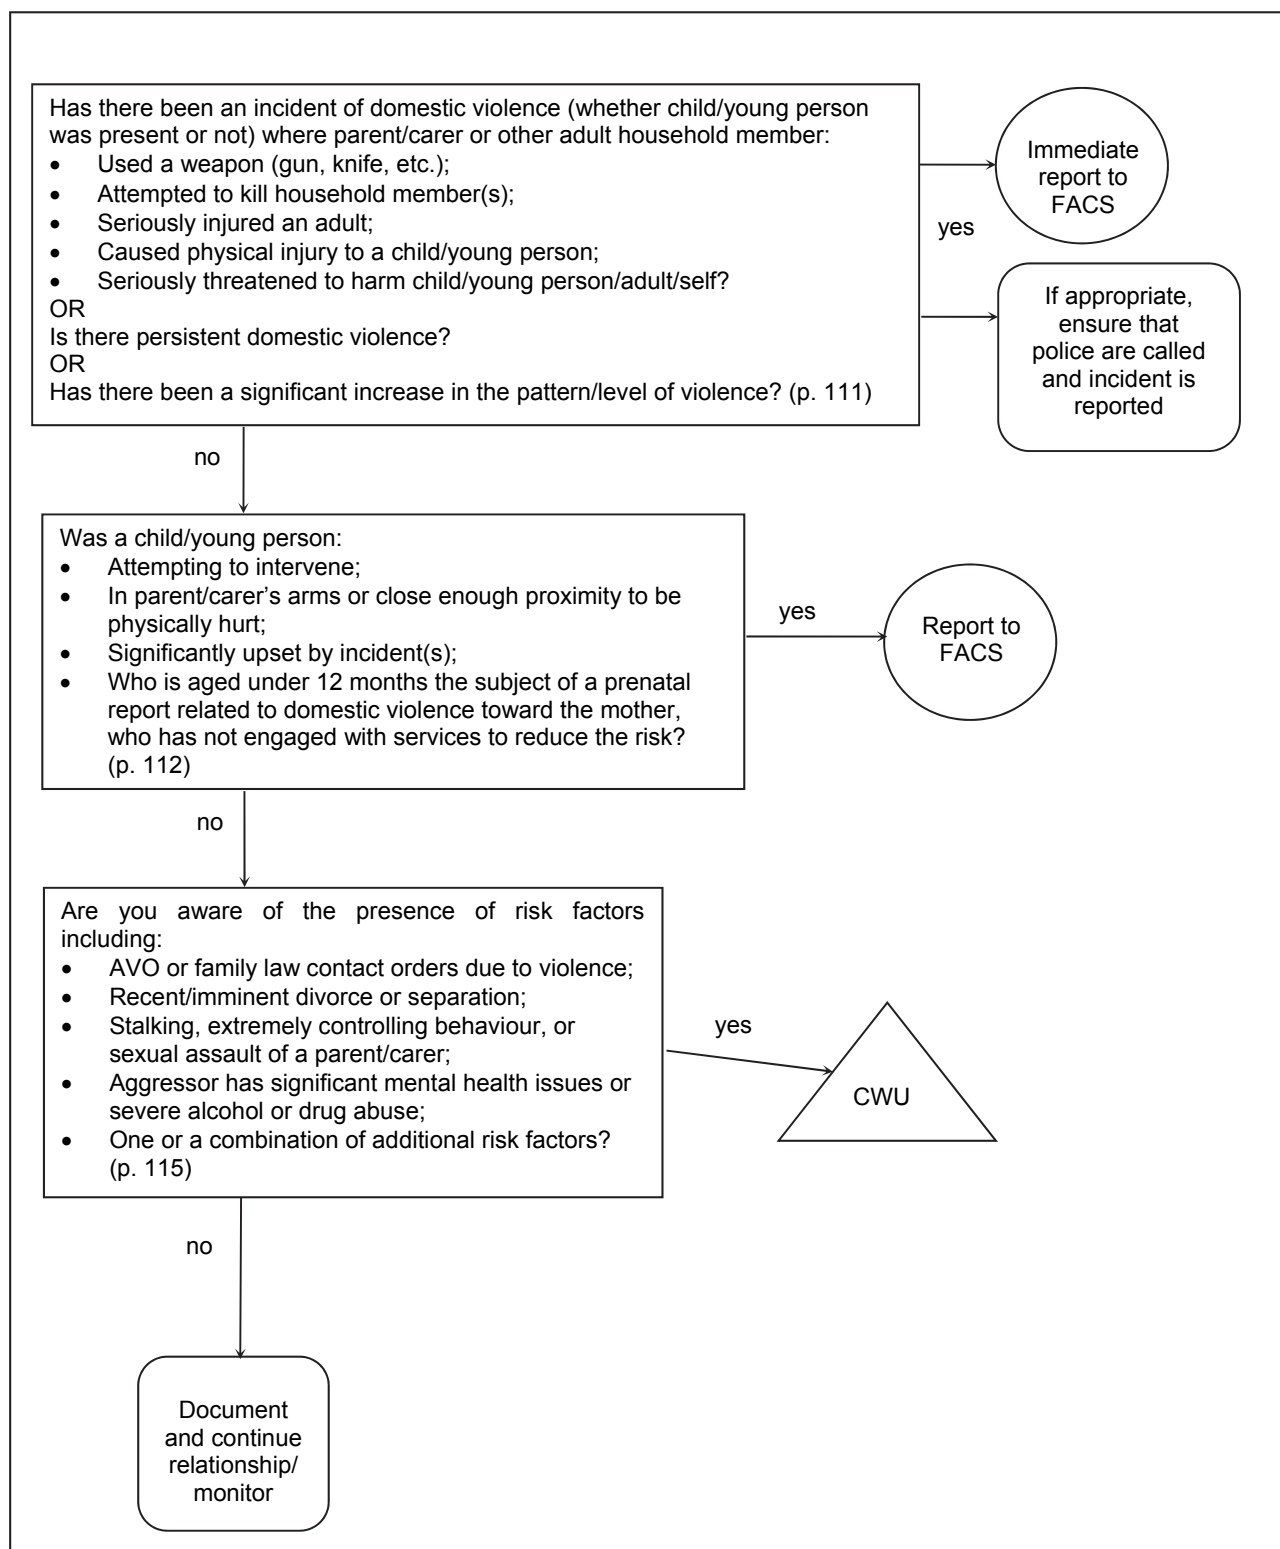 Has there been an incident of domestic violence (whether child/young person
was present or not) where parent/carer or other adult household member:
• Used a weapon (gun, knife, etc.);
• Attempted to kill household member(s);
• Seriously injured an adult;
• Caused physical injury to a child/young person;
• Seriously threatened to harm child/young person/adult/self?
OR
Is there persistent domestic violence?
OR
Has there been a significant increase in the pattern/level of violence? (p. 111)
yes
Immediate
report to
FACS
If appropriate,
ensure that
police are called
and incident is
reported
no
Was a child/young person:
• Attempting to intervene;
• In parent/carer’s arms or close enough proximity to be
physically hurt;
• Significantly upset by incident(s);
• Who is aged under 12 months the subject of a prenatal
report related to domestic violence toward the mother,
who has not engaged with services to reduce the risk?
(p. 112)
yes
Report to
FACS
no
Are you aware of the presence of risk factors
including:
• AVO or family law contact orders due to violence;
• Recent/imminent divorce or separation;
• Stalking, extremely controlling behaviour, or
sexual assault of a parent/carer;
• Aggressor has significant mental health issues or
severe alcohol or drug abuse;
• One or a combination of additional risk factors?
(p. 115)
yes
CWU
no
Document
and continue
relationship/
monitor